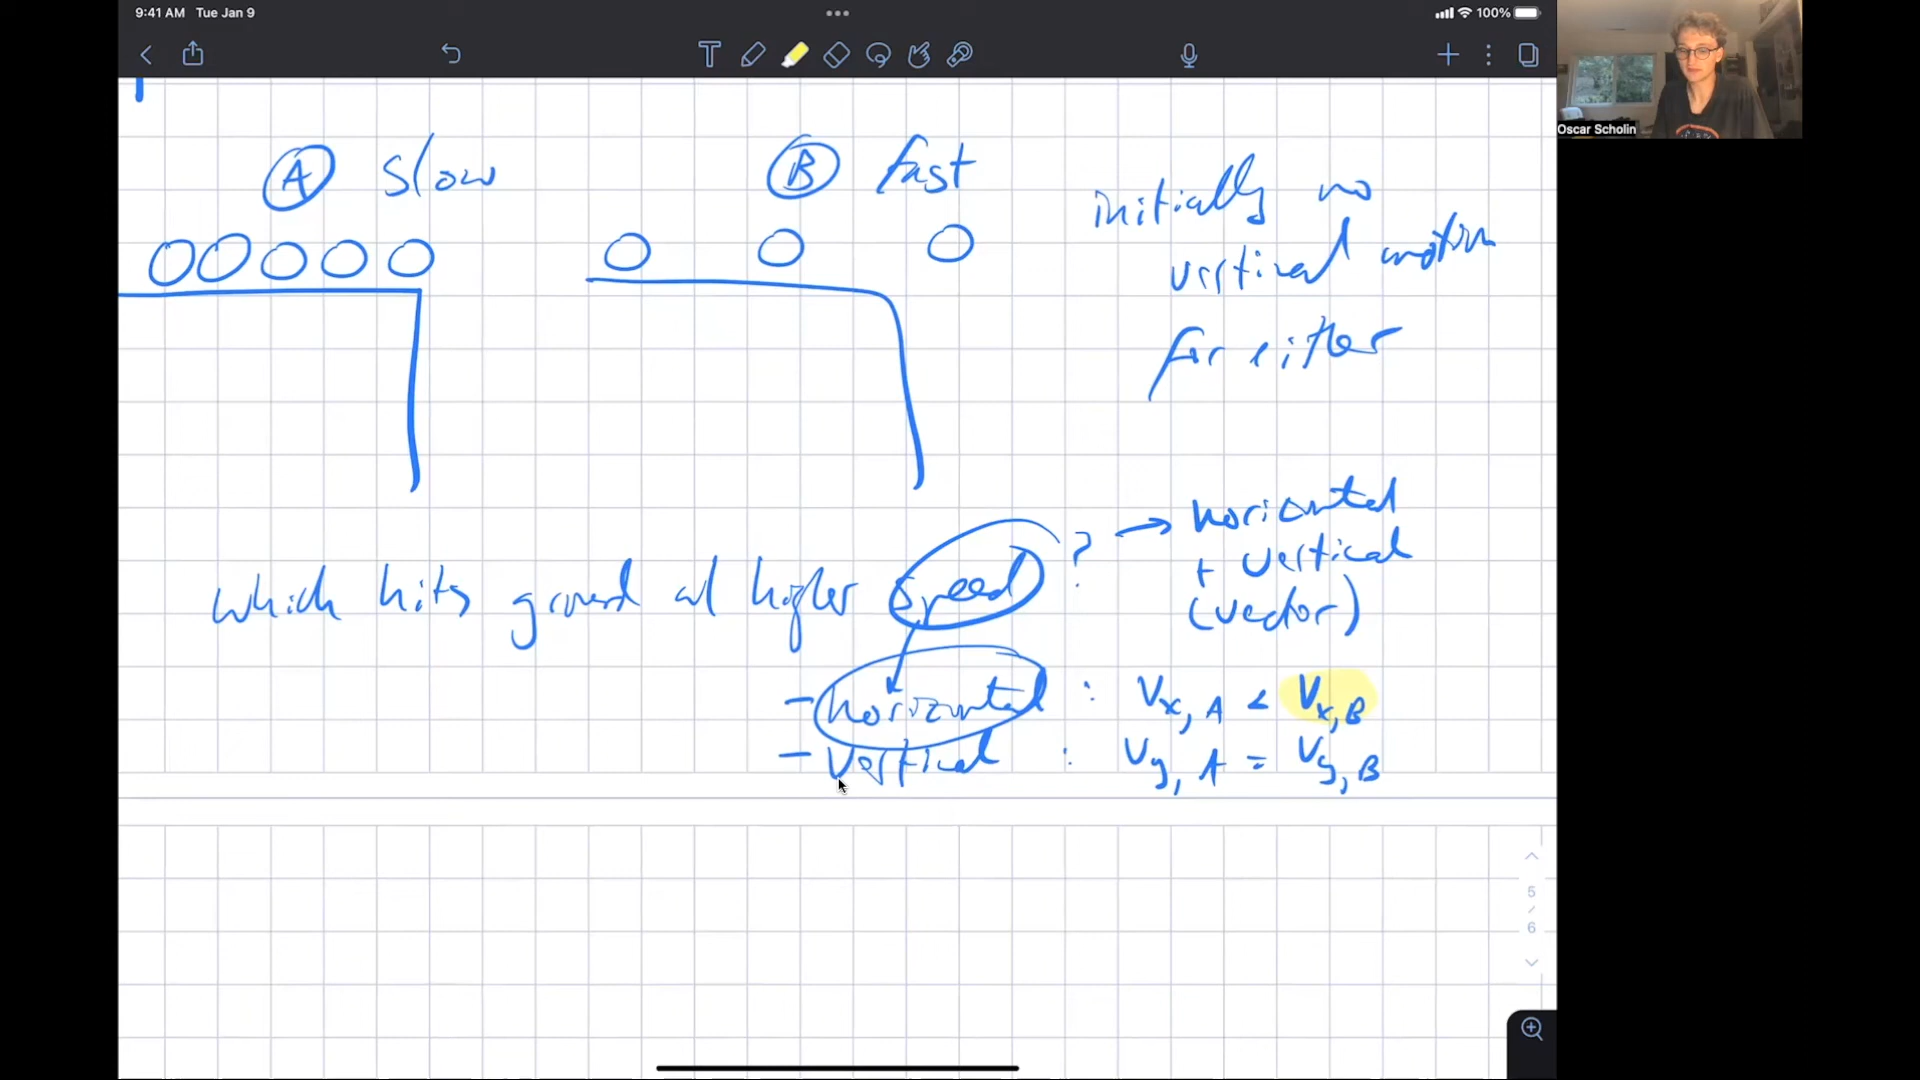 9:41 AM Tue Jan 9
100%
Oscar Scholin
A slow
B fast
initially no
vertical motion
for either
which hits ground at higher speed ? → horizontal
+ vertical
(vector)
- horizontal : Vx, A < Vx, B
- vertical : Vy, A = Vy, B
5
/
6